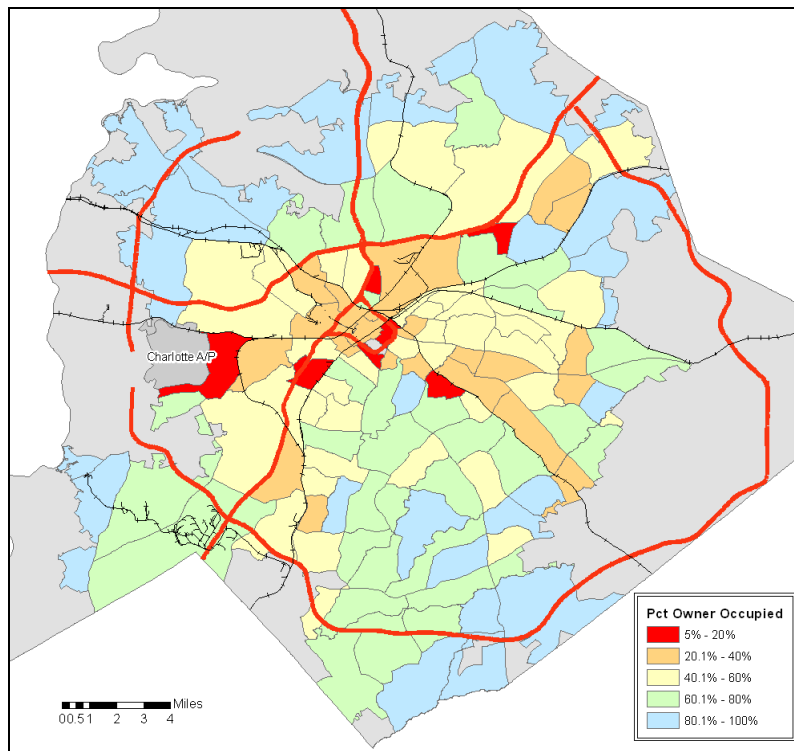 Charlotte A/P
Pct Owner Occupied
5% - 20%
20.1% - 40%
40.1% - 60%
60.1% - 80%
80.1% - 100%
Miles
0 0.5 1 2 3 4